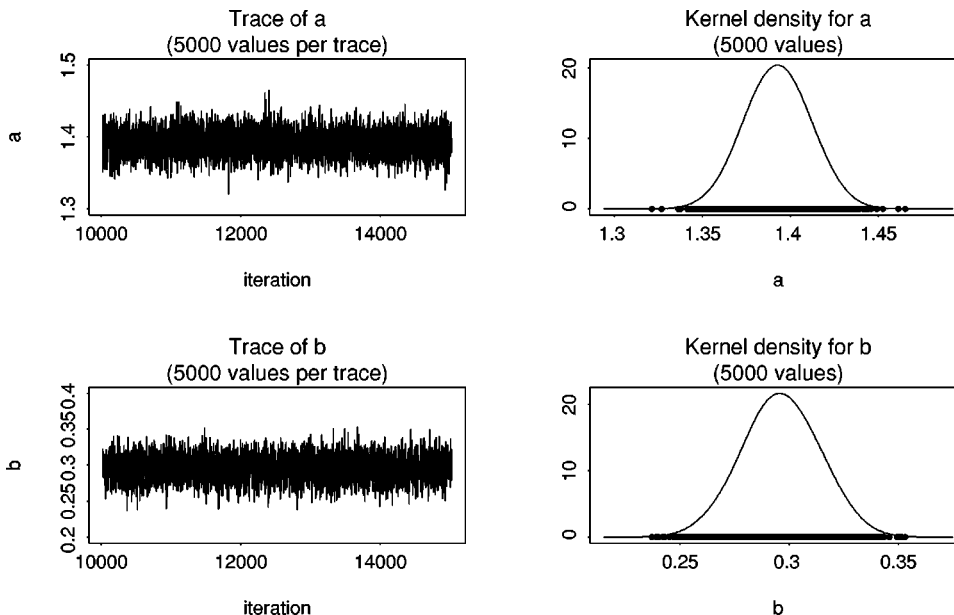 Trace of a
(5000 values per trace)
a
1.3 1.4 1.5
10000 12000 14000
iteration
Kernel density for a
(5000 values)
0 10 20
1.3 1.35 1.4 1.45
a
Trace of b
(5000 values per trace)
b
0.2 0.25 0.3 0.35 0.4
10000 12000 14000
iteration
Kernel density for b
(5000 values)
0 10 20
0.25 0.3 0.35
b